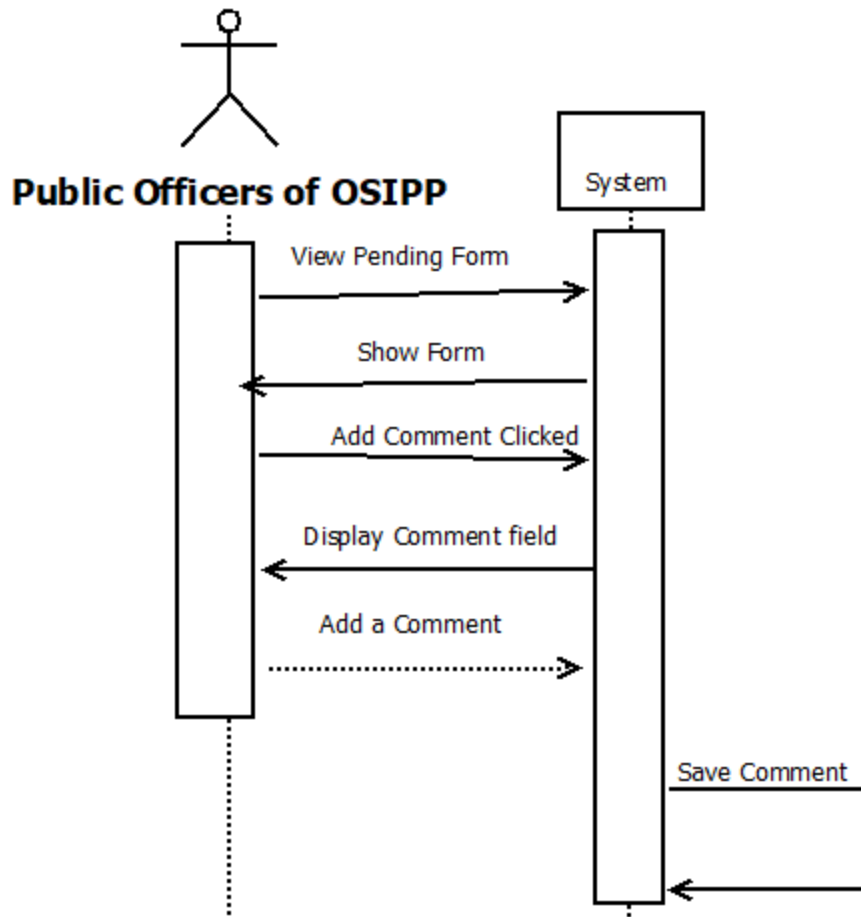 Public Officers of OSIPP
System
View Pending Form
Show Form
Add Comment Clicked
Display Comment field
Add a Comment
Save Comment